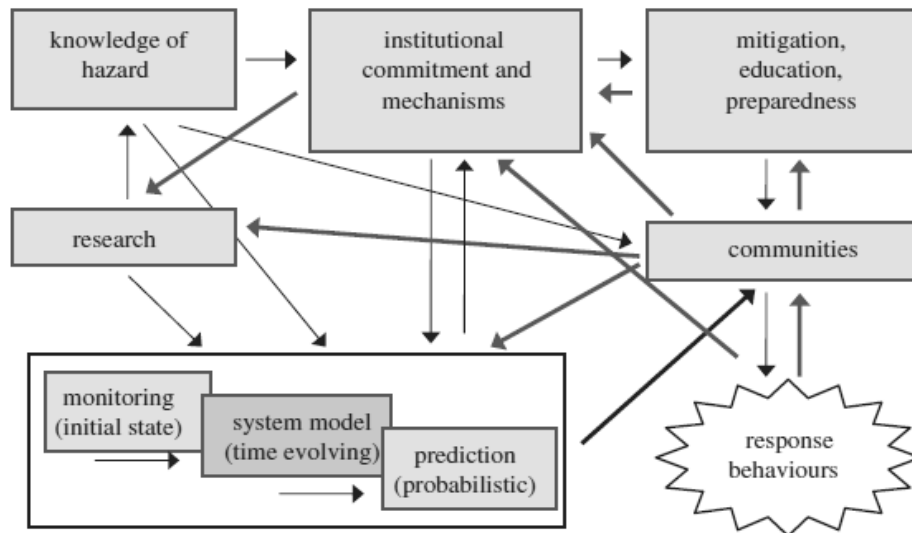 knowledge of
hazard
institutional
commitment and
mechanisms
mitigation,
education,
preparedness
research
communities
monitoring
(initial state)
system model
(time evolving)
prediction
(probabilistic)
response
behaviours